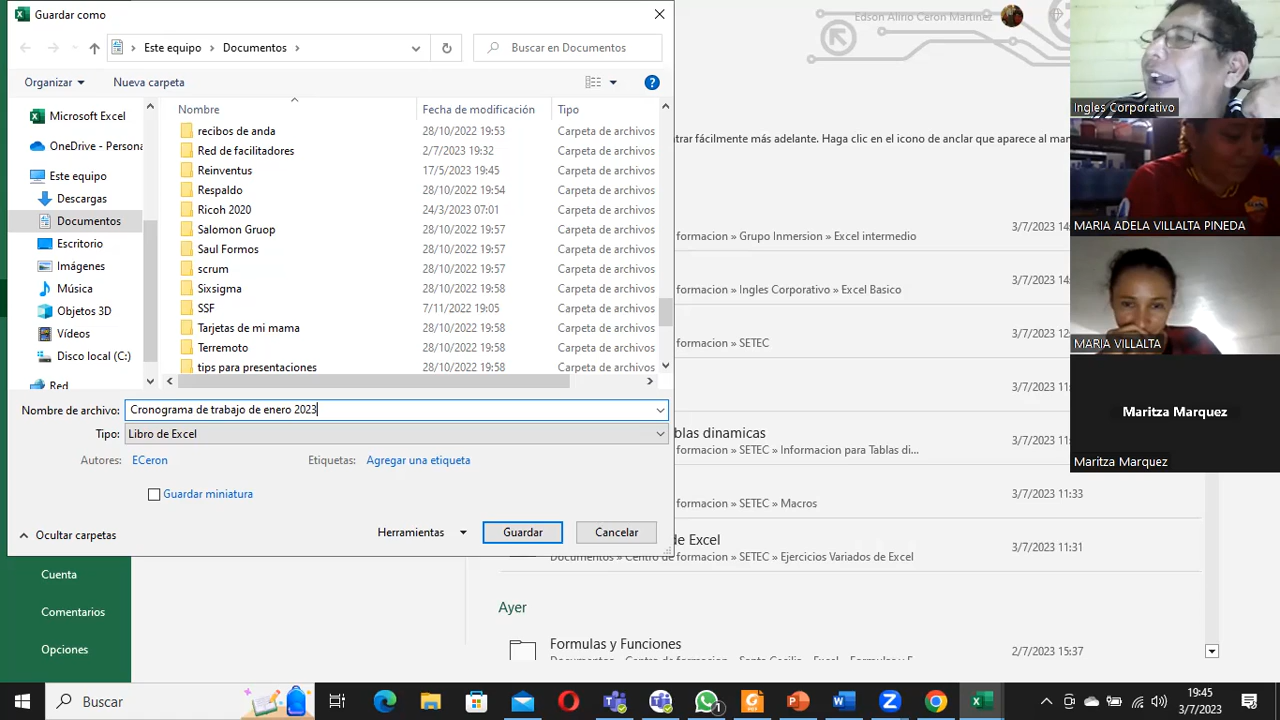 Guardar como
Edson Alirio Ceron Martinez
Este equipo > Documentos >
Buscar en Documentos
Organizar
Nueva carpeta
Nombre
Fecha de modificación
Tipo
Microsoft Excel
OneDrive - Persona
Este equipo
Descargas
Documentos
Escritorio
Imágenes
Música
Objetos 3D
Vídeos
Disco local (C:)
Red
recibos de anda 28/10/2022 19:53 Carpeta de archivos
Red de facilitadores 2/7/2023 19:32 Carpeta de archivos
Reinventus 17/5/2023 19:45 Carpeta de archivos
Respaldo 28/10/2022 19:54 Carpeta de archivos
Ricoh 2020 24/3/2023 07:01 Carpeta de archivos
Salomon Gruop 28/10/2022 19:57 Carpeta de archivos
Saul Formos 28/10/2022 19:57 Carpeta de archivos
scrum 28/10/2022 19:57 Carpeta de archivos
Sixsigma 28/10/2022 19:58 Carpeta de archivos
SSF 7/11/2022 19:05 Carpeta de archivos
Tarjetas de mi mama 28/10/2022 19:58 Carpeta de archivos
Terremoto 28/10/2022 19:58 Carpeta de archivos
tips para presentaciones 28/10/2022 19:58 Carpeta de archivos
Nombre de archivo: Cronograma de trabajo de enero 2023
Tipo: Libro de Excel
Autores: ECeron
Etiquetas: Agregar una etiqueta
Guardar miniatura
Ocultar carpetas
Herramientas
Guardar
Cancelar
Cuenta
Comentarios
Opciones
trar fácilmente más adelante. Haga clic en el icono de anclar que aparece al mar
3/7/2023 14:
formacion » Grupo Inmersion » Excel intermedio
3/7/2023 14:
formacion » Ingles Corporativo » Excel Basico
3/7/2023 12:
formacion » SETEC
3/7/2023 11:
blas dinamicas
formacion » SETEC » Informacion para Tablas di...
3/7/2023 11:
formacion » SETEC » Macros
3/7/2023 11:33
de Excel
Documentos » Centro de formacion » SETEC » Ejercicios Variados de Excel
3/7/2023 11:31
Ayer
Formulas y Funciones
Documentos » Centro de formacion » Santa Cecilia » Excel » Formulas y F...
2/7/2023 15:37
Ingles Corporativo
MARIA ADELA VILLALTA PINEDA
MARIA VILLALTA
Maritza Marquez
Maritza Marquez
Buscar
1
19:45
3/7/2023